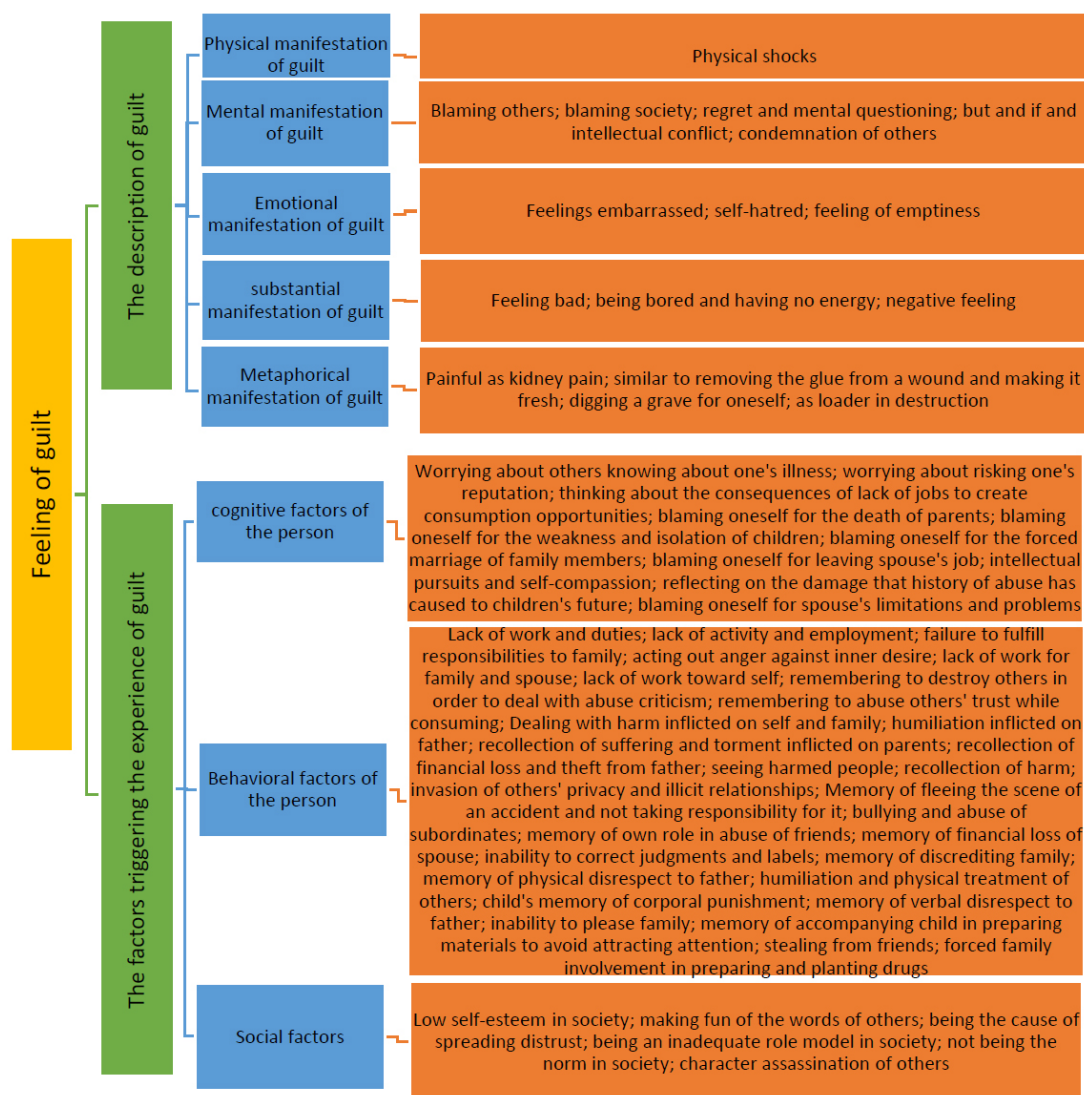 Feeling of guilt
The description of guilt
Physical manifestation
of guilt
Physical shocks
Mental manifestation
of guilt
Blaming others; blaming society; regret and mental questioning; but and if and
intellectual conflict; condemnation of others
Emotional
manifestation of guilt
Feelings embarrassed; self-hatred; feeling of emptiness
substantial
manifestation of guilt
Feeling bad; being bored and having no energy; negative feeling
Metaphorical
manifestation of guilt
Painful as kidney pain; similar to removing the glue from a wound and making it
fresh; digging a grave for oneself; as loader in destruction
The factors triggering the experience of guilt
cognitive factors of
the person
Worrying about others knowing about one's illness; worrying about risking one's
reputation; thinking about the consequences of lack of jobs to create
consumption opportunities; blaming oneself for the death of parents; blaming
oneself for the weakness and isolation of children; blaming oneself for the forced
marriage of family members; blaming oneself for leaving spouse's job; intellectual
pursuits and self-compassion; reflecting on the damage that history of abuse has
caused to children's future; blaming oneself for spouse's limitations and problems
Behavioral factors of
the person
Lack of work and duties; lack of activity and employment; failure to fulfill
responsibilities to family; acting out anger against inner desire; lack of work for
family and spouse; lack of work toward self; remembering to destroy others in
order to deal with abuse criticism; remembering to abuse others' trust while
consuming; Dealing with harm inflicted on self and family; humiliation inflicted on
father; recollection of suffering and torment inflicted on parents; recollection of
financial loss and theft from father; seeing harmed people; recollection of harm;
invasion of others' privacy and illicit relationships; Memory of fleeing the scene of
an accident and not taking responsibility for it; bullying and abuse of
subordinates; memory of own role in abuse of friends; memory of financial loss of
spouse; inability to correct judgments and labels; memory of discrediting family;
memory of physical disrespect to father; humiliation and physical treatment of
others; child's memory of corporal punishment; memory of verbal disrespect to
father; inability to please family; memory of accompanying child in preparing
materials to avoid attracting attention; stealing from friends; forced family
involvement in preparing and planting drugs
Social factors
Low self-esteem in society; making fun of the words of others; being the cause of
spreading distrust; being an inadequate role model in society; not being the
norm in society; character assassination of others